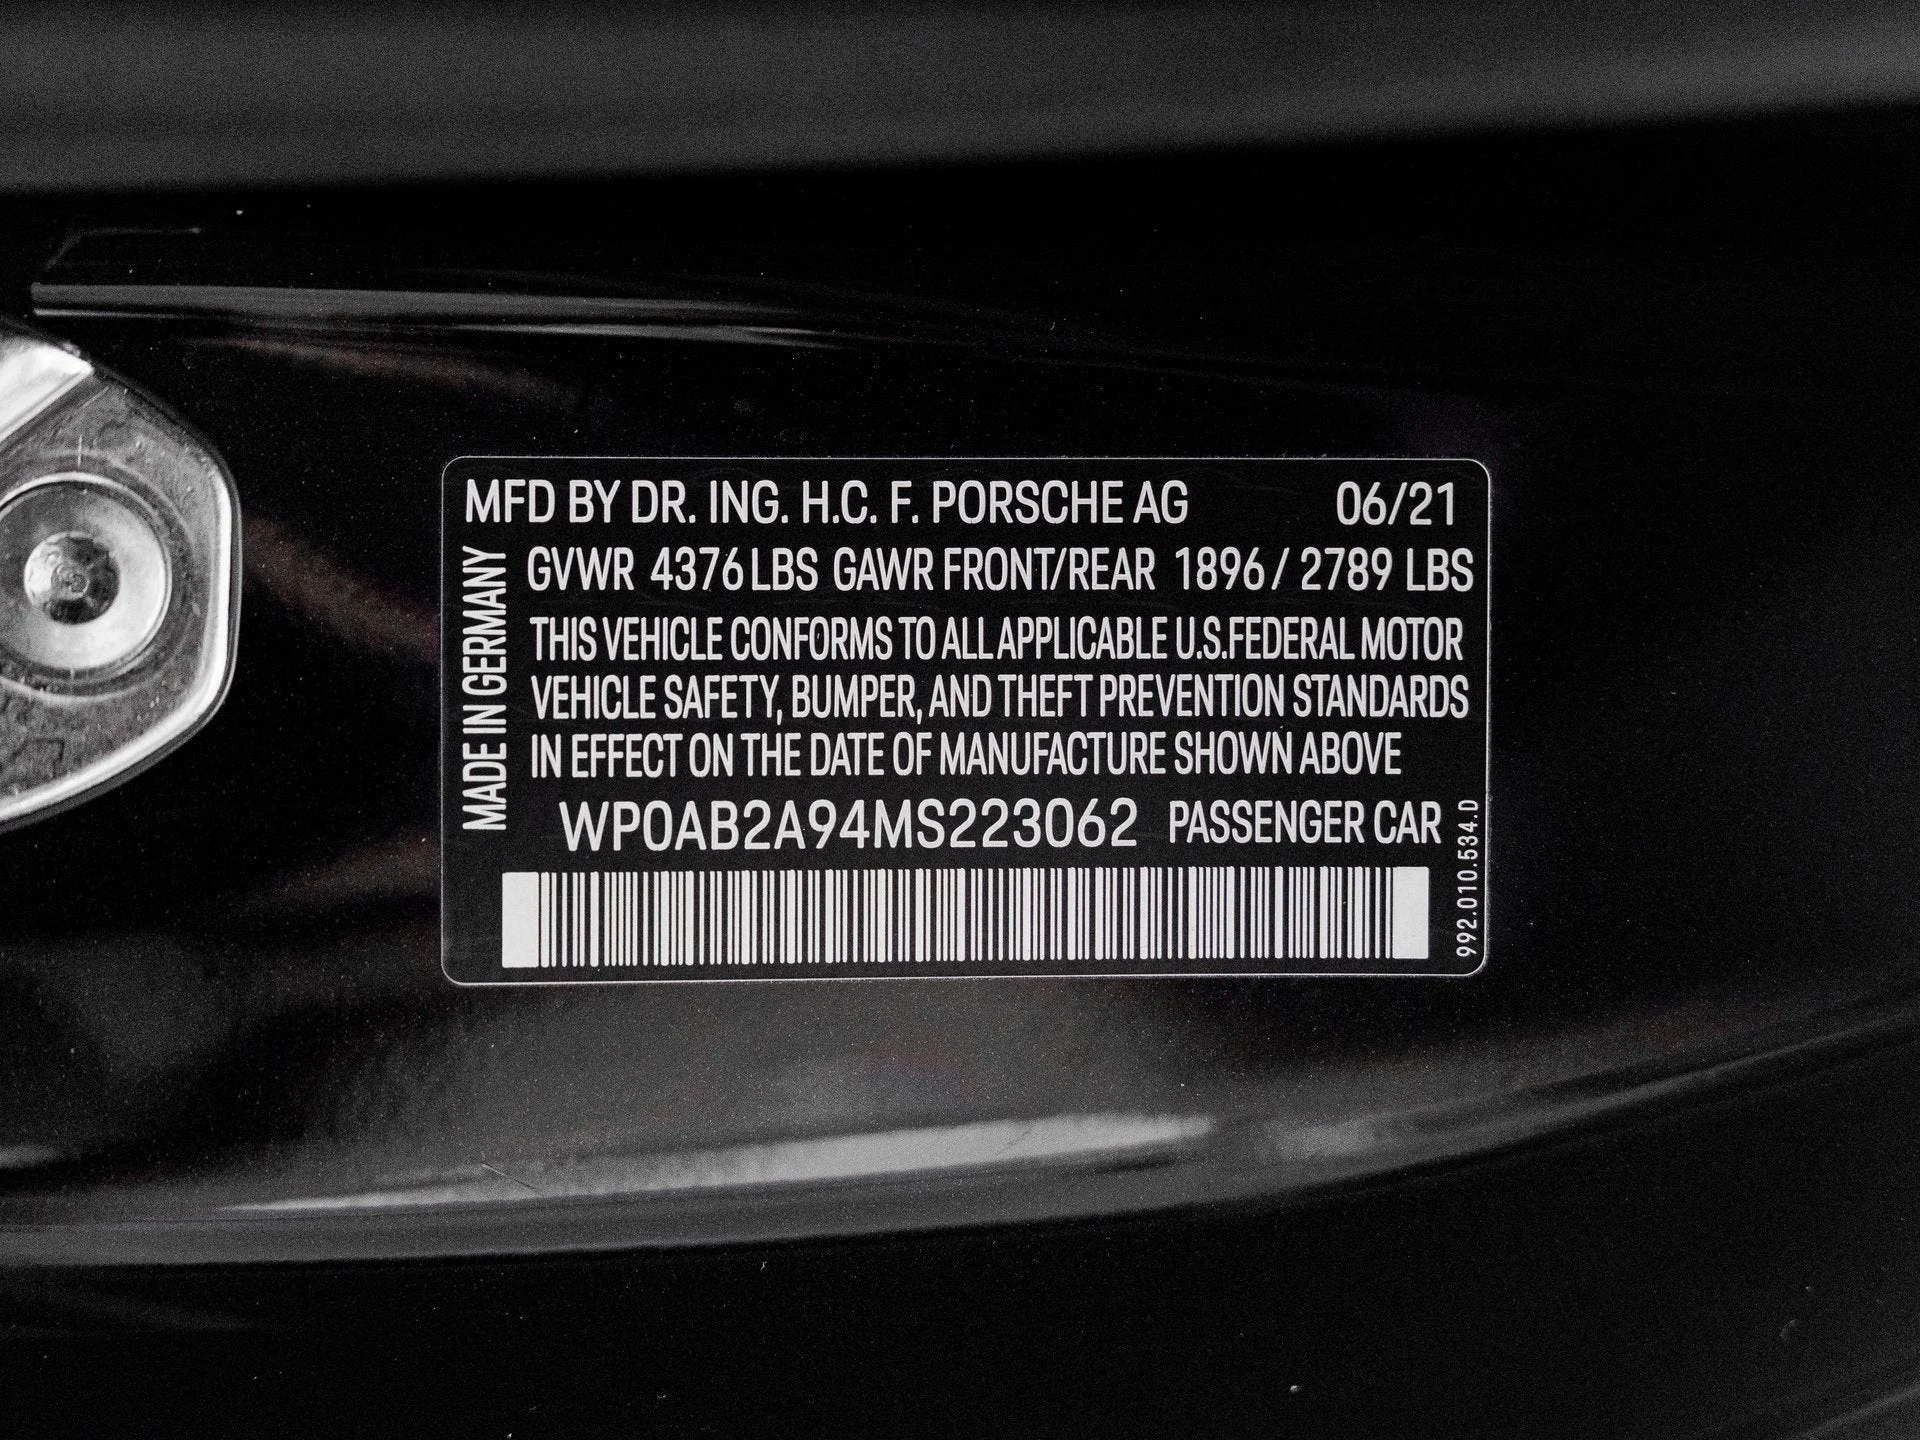 MFD BY DR. ING. H.C. F. PORSCHE AG 06/21
MADE IN GERMANY
GVWR 4376 LBS GAWR FRONT/REAR 1896 / 2789 LBS
THIS VEHICLE CONFORMS TO ALL APPLICABLE U.S.FEDERAL MOTOR
VEHICLE SAFETY, BUMPER, AND THEFT PREVENTION STANDARDS
IN EFFECT ON THE DATE OF MANUFACTURE SHOWN ABOVE
WP0AB2A94MS223062 PASSENGER CAR
992.010.534.D